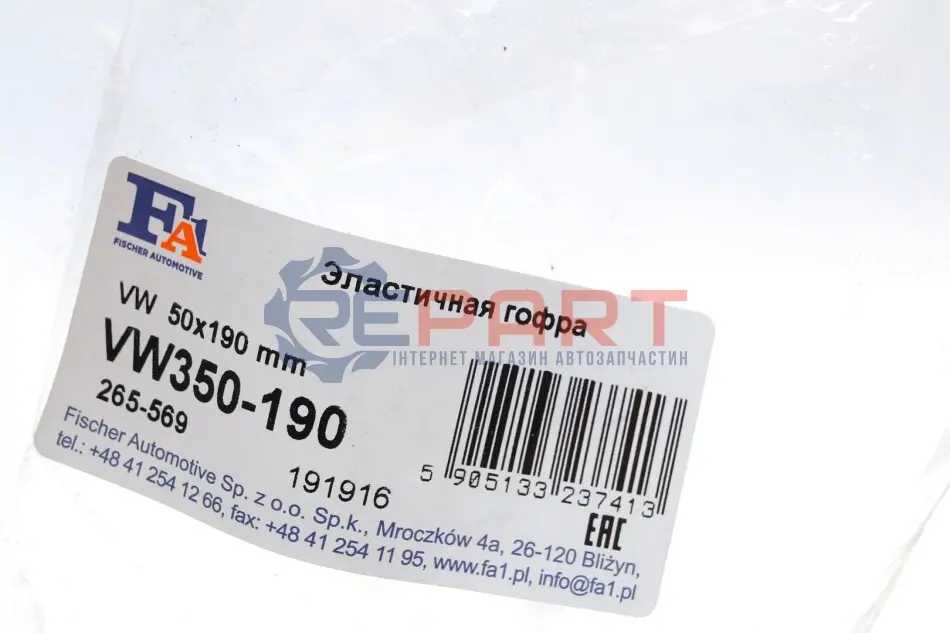 FA1
FISCHER AUTOMOTIVE
Эластичная гофра
VW 50x190 mm
VW350-190
265-569
191916
5 905133 237413
EAC
Fischer Automotive Sp. z o.o. Sp.k., Mroczków 4a, 26-120 Bliżyn,
tel.: +48 41 254 12 66, fax: +48 41 254 11 95, www.fa1.pl, info@fa1.pl
REPART
ІНТЕРНЕТ МАГАЗИН АВТОЗАПЧАСТИН